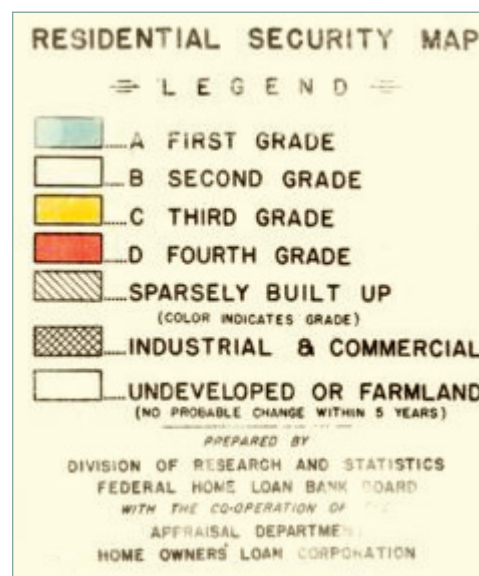 RESIDENTIAL SECURITY MAP
LEGEND
A FIRST GRADE
B SECOND GRADE
C THIRD GRADE
D FOURTH GRADE
SPARSELY BUILT UP
(COLOR INDICATES GRADE)
INDUSTRIAL & COMMERCIAL
UNDEVELOPED OR FARMLAND
(NO PROBABLE CHANGE WITHIN 5 YEARS)
PREPARED BY
DIVISION OF RESEARCH AND STATISTICS
FEDERAL HOME LOAN BANK BOARD
WITH THE CO-OPERATION OF THE
APPRAISAL DEPARTMEN
HOME OWNERS' LOAN CORPORATION